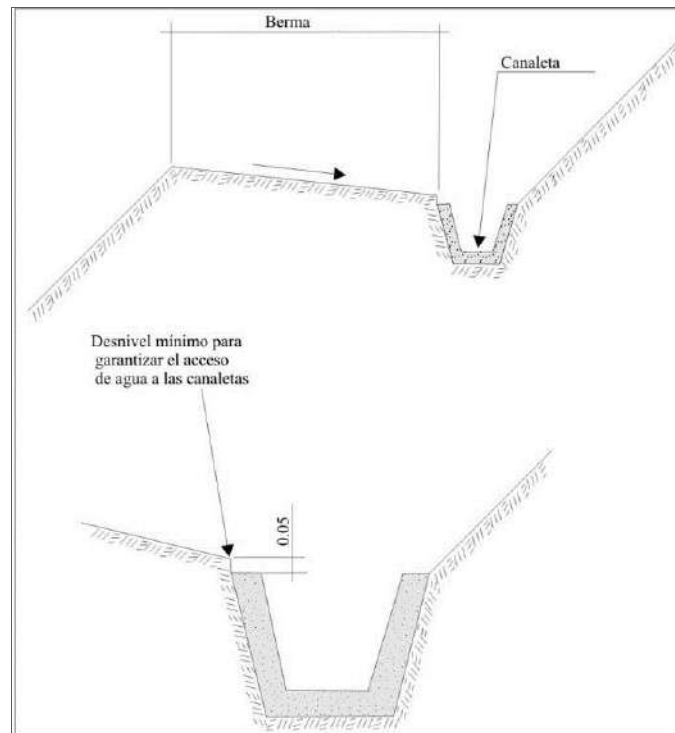 Berma
Canaleta
Desnivel mínimo para
garantizar el acceso
de agua a las canaletas
0.05